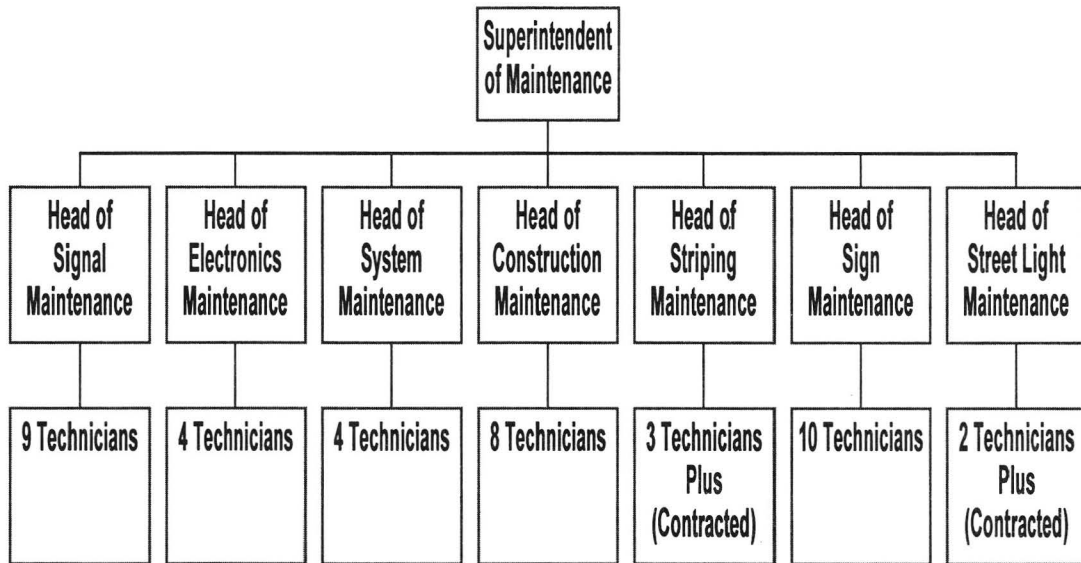 Superintendent
of Maintenance
Head of
Signal
Maintenance
Head of
Electronics
Maintenance
Head of
System
Maintenance
Head of
Construction
Maintenance
Head of
Striping
Maintenance
Head of
Sign
Maintenance
Head of
Street Light
Maintenance
9 Technicians
4 Technicians
4 Technicians
8 Technicians
3 Technicians
Plus
(Contracted)
10 Technicians
2 Technicians
Plus
(Contracted)